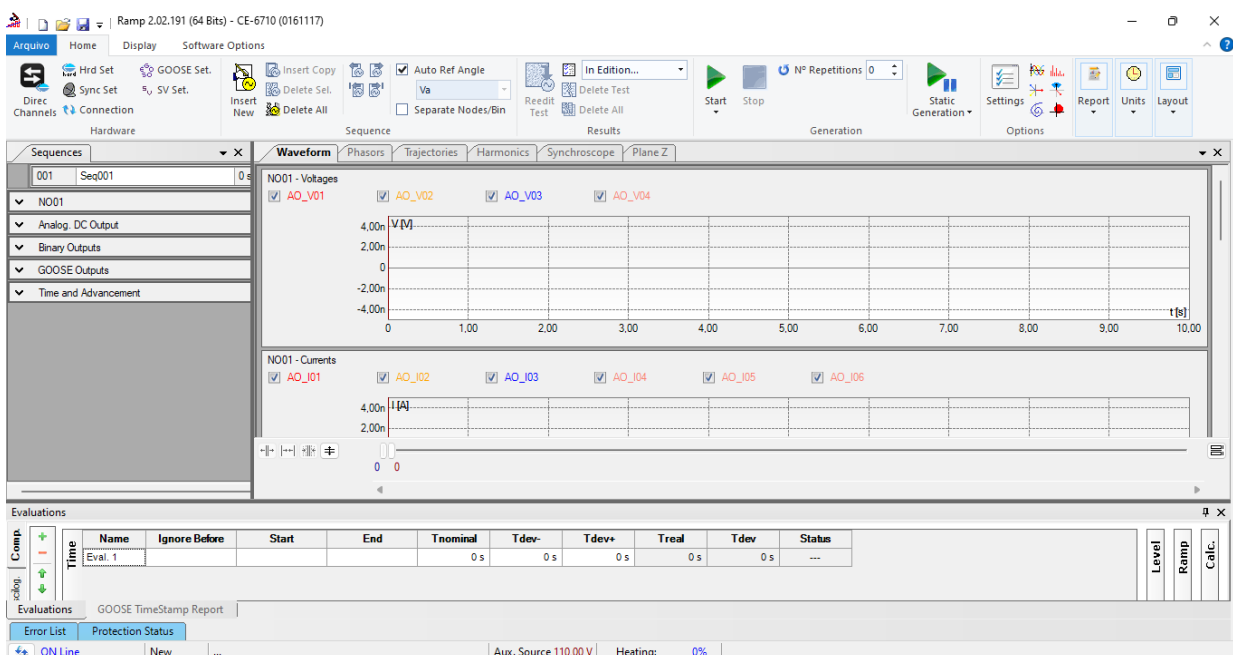 Ramp 2.02.191 (64 Bits) - CE-6710 (0161117)
Arquivo Home Display Software Options
Hrd Set GOOSE Set. Insert Copy Auto Ref Angle In Edition... Nº Repetitions 0
Sync Set SV Set. Delete Sel. Va Delete Test
Direc Channels Connection Insert New Delete All Separate Nodes/Bin Reedit Test Delete All Start Stop Static Generation Settings Report Units Layout
Hardware Sequence Results Generation Options
Sequences Waveform Phasors Trajectories Harmonics Synchroscope Plane Z
001 Seq001 0 s
NO01
Analog. DC Output
Binary Outputs
GOOSE Outputs
Time and Advancement
NO01 - Voltages
AO_V01 AO_V02 AO_V03 AO_V04
V [V]
4,00n
2,00n
0
-2,00n
-4,00n
t [s]
0 1,00 2,00 3,00 4,00 5,00 6,00 7,00 8,00 9,00 10,00
NO01 - Currents
AO_I01 AO_I02 AO_I03 AO_I04 AO_I05 AO_I06
I [A]
4,00n
2,00n
0 0
Evaluations
Comp.
Time
Name Ignore Before Start End Tnominal Tdev- Tdev+ Treal Tdev Status
Eval. 1 0 s 0 s 0 s 0 s 0 s ---
Level
Ramp
Calc.
Evaluations GOOSE TimeStamp Report
Error List Protection Status
ON Line New ... Aux. Source 110.00 V Heating: 0%